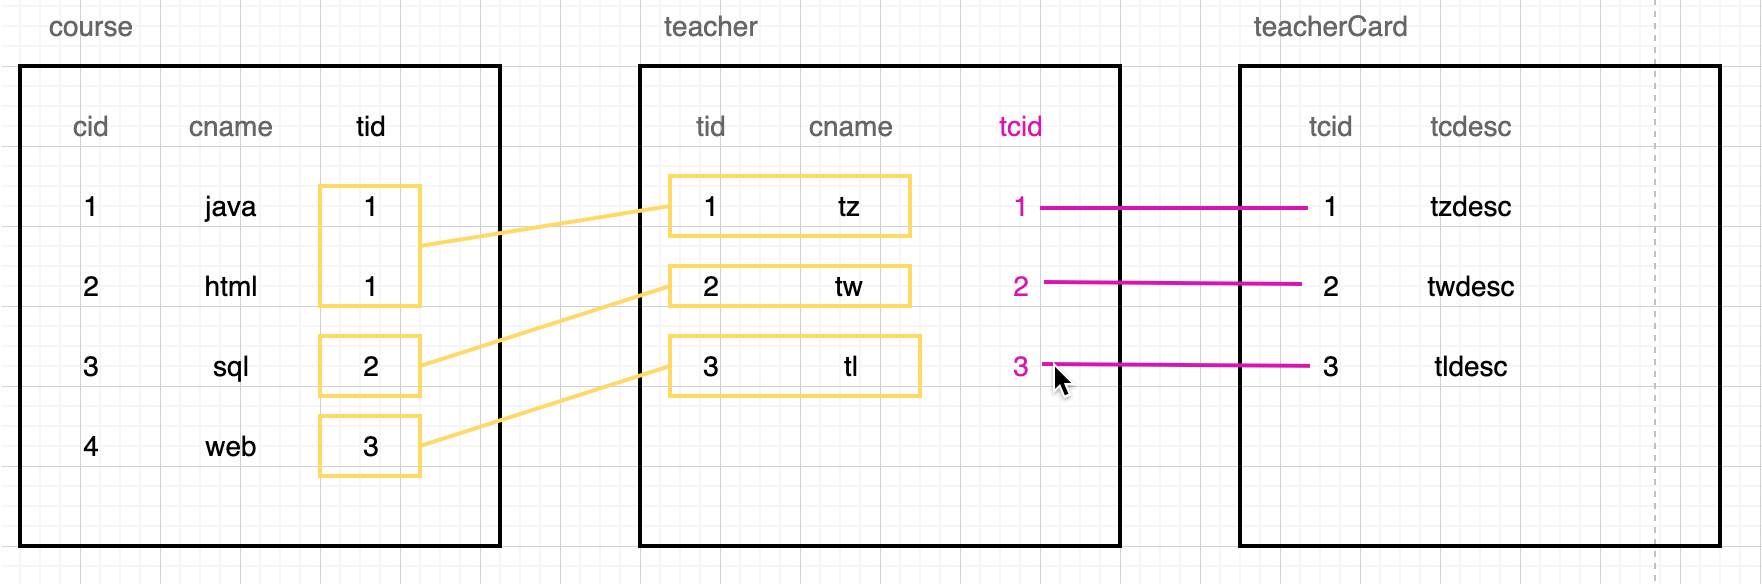 course teacher teacherCard
cid cname tid tid cname tcid tcid tcdesc
1 java 1 1 tz 1 1 tzdesc
2 html 1 2 tw 2 2 twdesc
3 sql 2 3 tl 3 3 tldesc
4 web 3